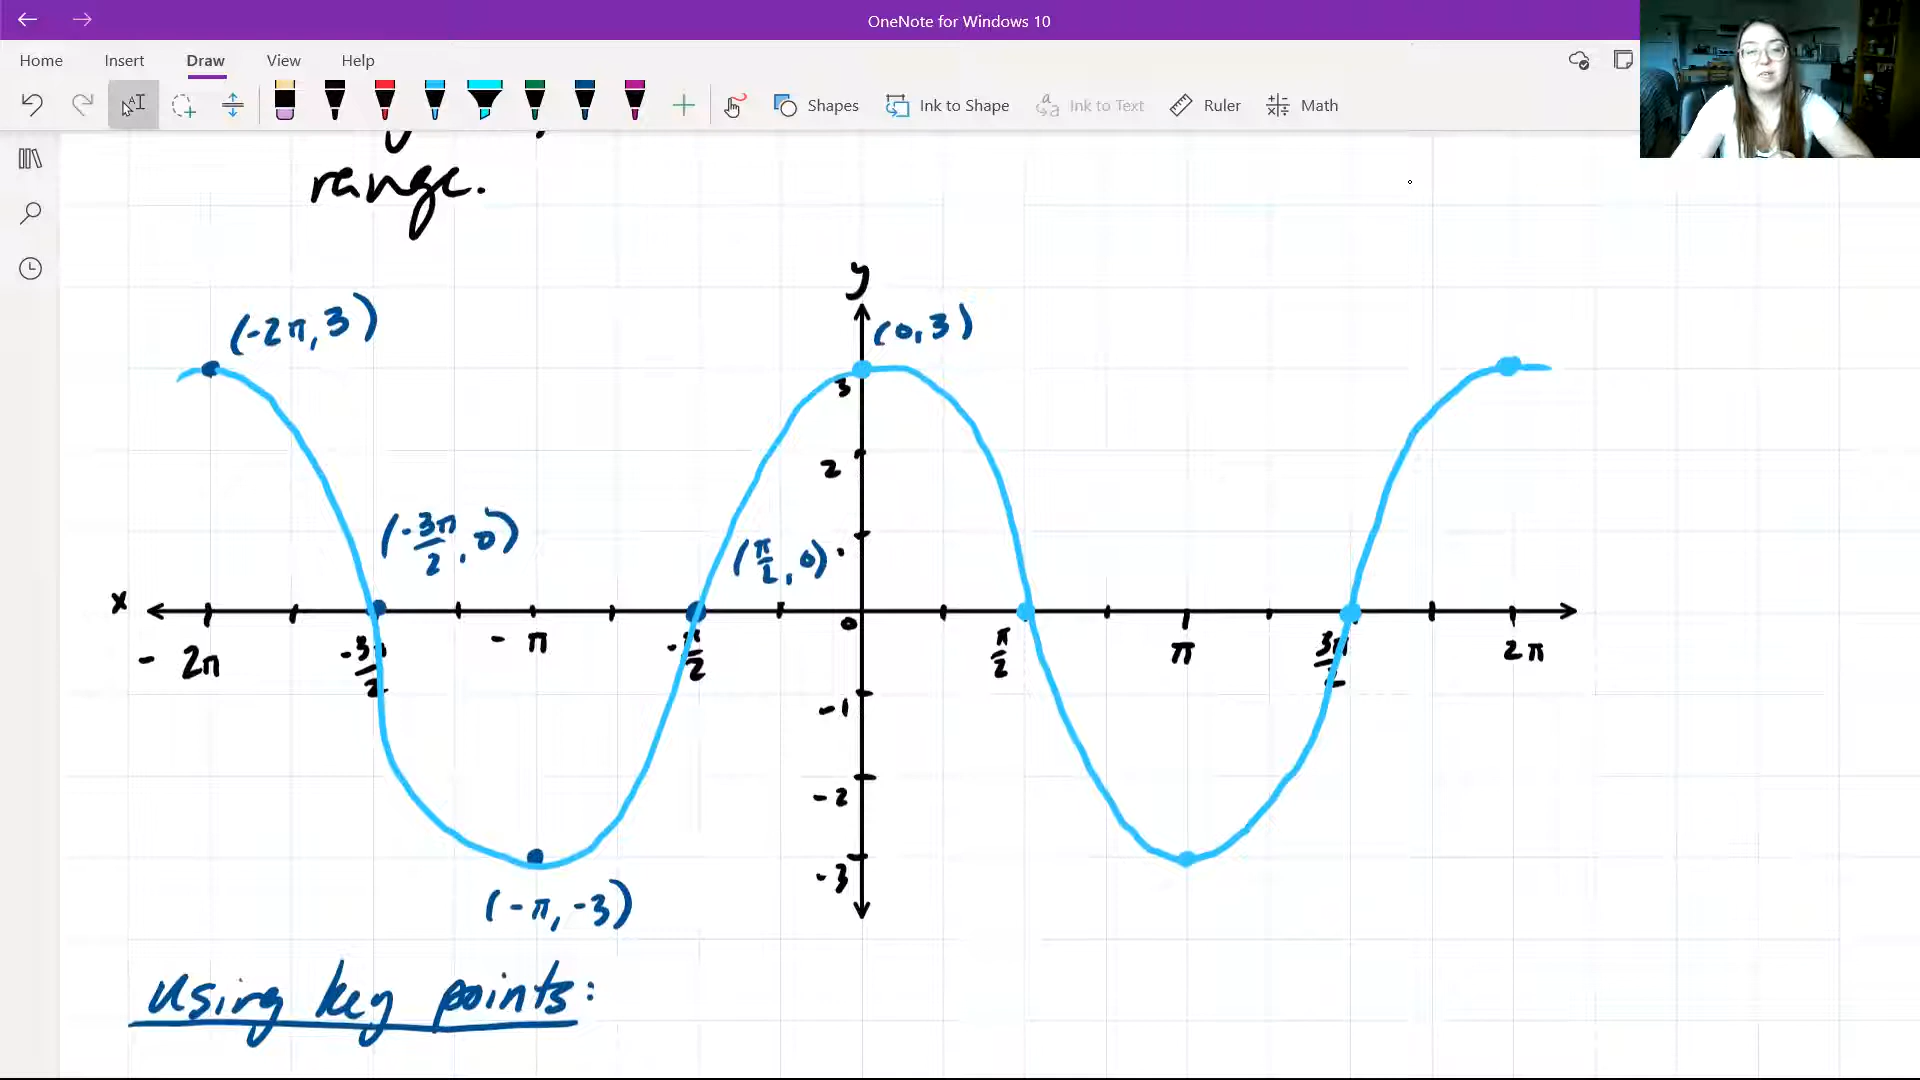 OneNote for Windows 10
Home Insert Draw View Help
Shapes Ink to Shape Ink to Text Ruler Math
range.
y
(-2π, 3) (0, 3)
3
2
(-3π/2, 0) (π/2, 0)
x
0
- 2π -3π/2 - π -π/2 π/2 π 3π/2 2π
-1
-2
-3
(-π, -3)
Using key points: